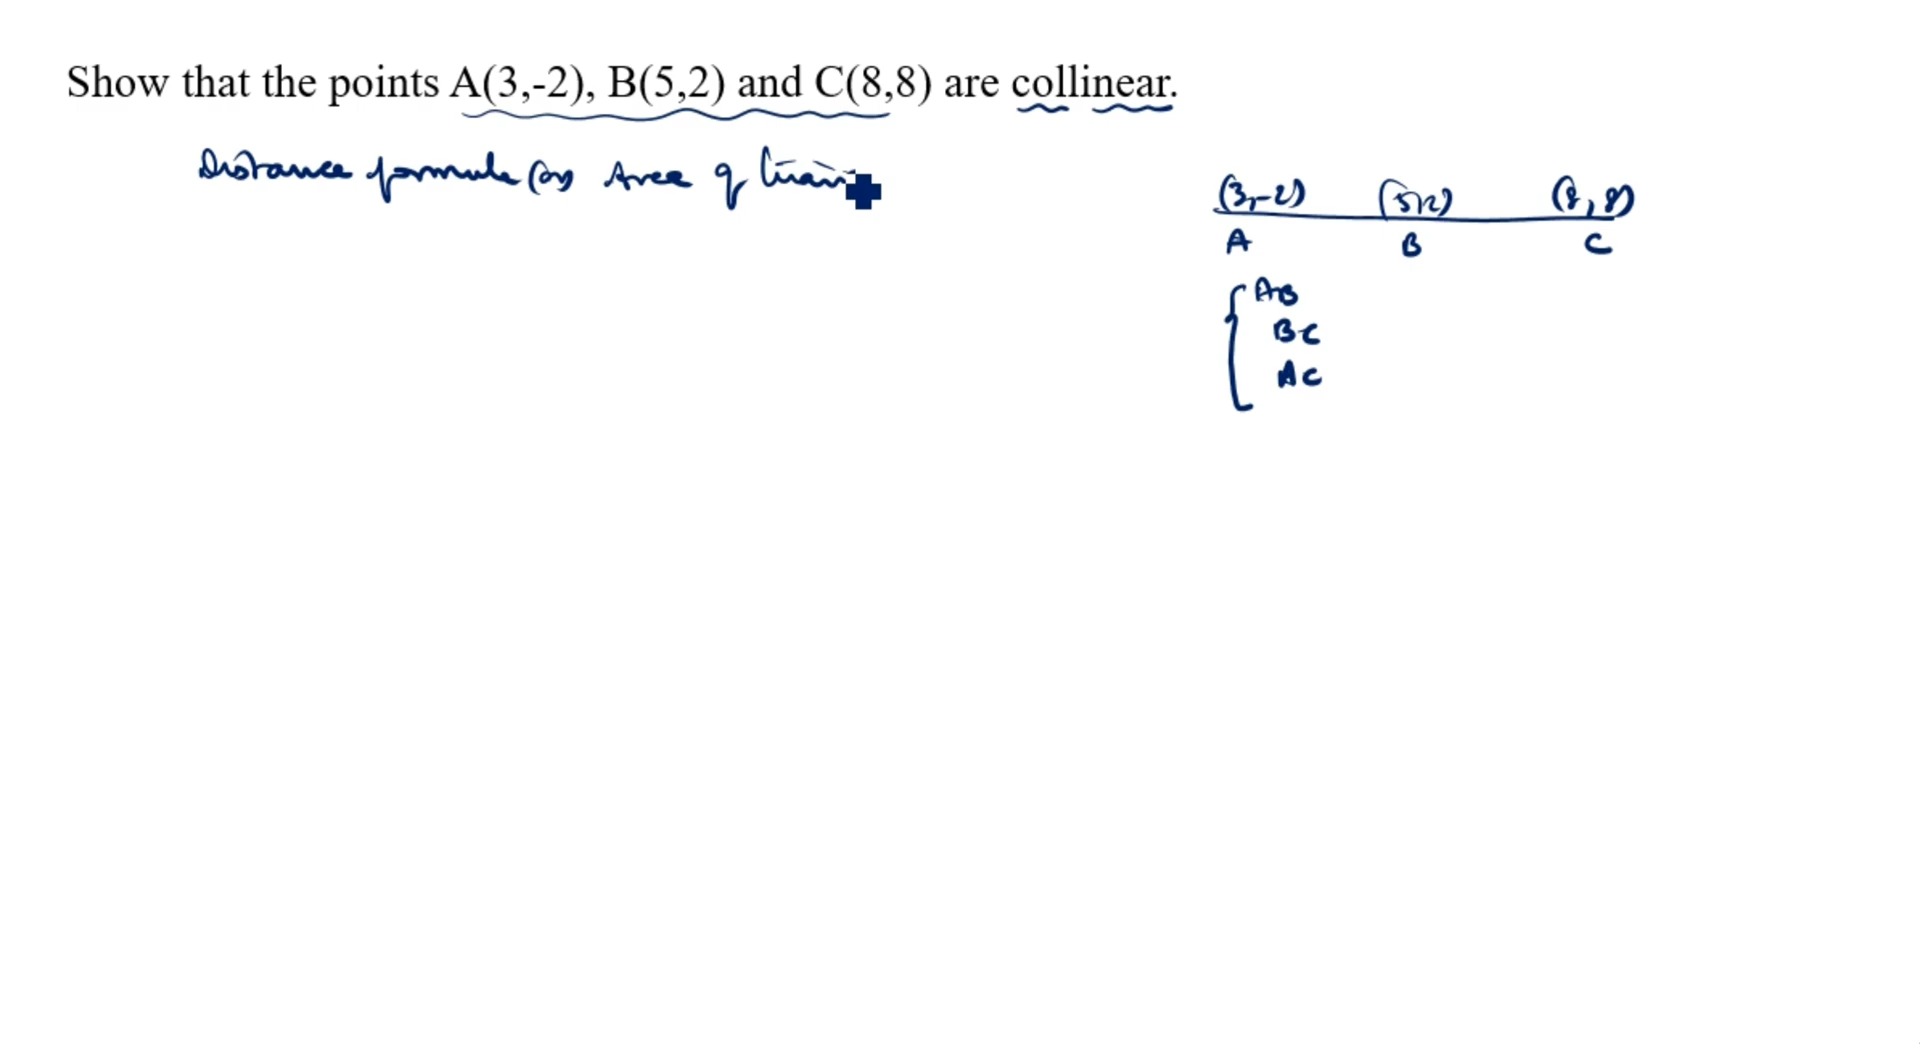 Show that the points A(3,-2), B(5,2) and C(8,8) are collinear.
Distance formula (or) Area of
(3,-2) (5,2) (8,8)
A B C
AB
BC
AC